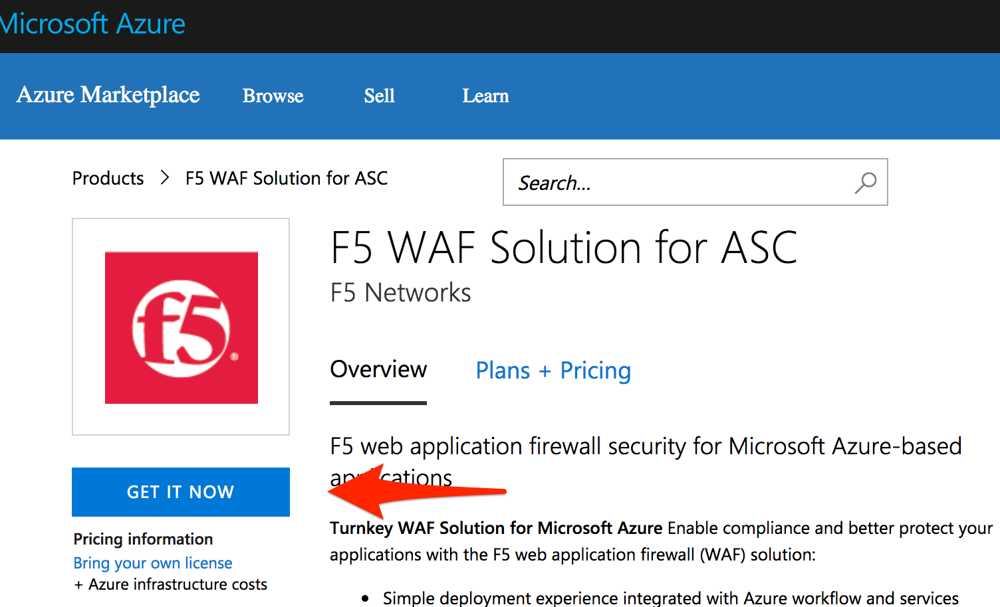 Microsoft Azure
Azure Marketplace Browse Sell Learn
Products > F5 WAF Solution for ASC
Search...
f5®
F5 WAF Solution for ASC
F5 Networks
Overview Plans + Pricing
F5 web application firewall security for Microsoft Azure-based
applications
GET IT NOW
Pricing information
Bring your own license
+ Azure infrastructure costs
Turnkey WAF Solution for Microsoft Azure Enable compliance and better protect your
applications with the F5 web application firewall (WAF) solution:
• Simple deployment experience integrated with Azure workflow and services